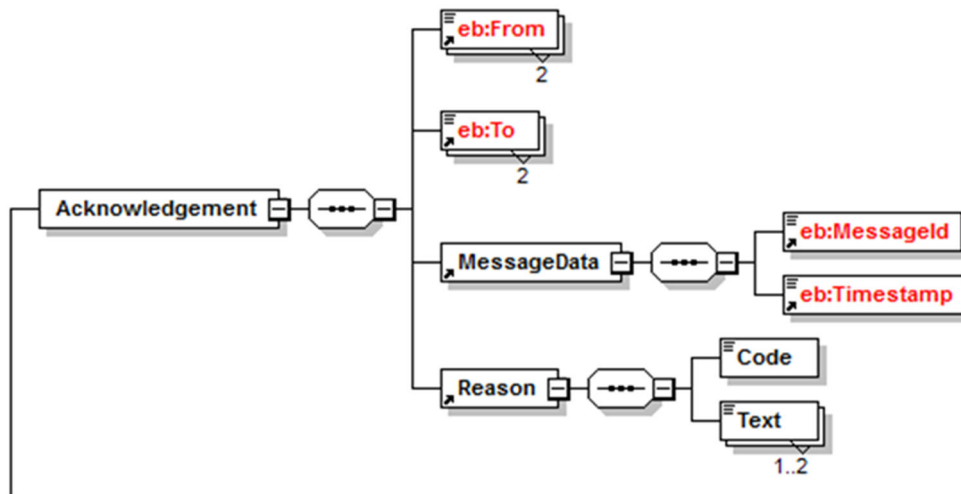 eb:From
2
eb:To
2
Acknowledgement
MessageData
eb:MessageId
eb:Timestamp
Reason
Code
Text
1..2